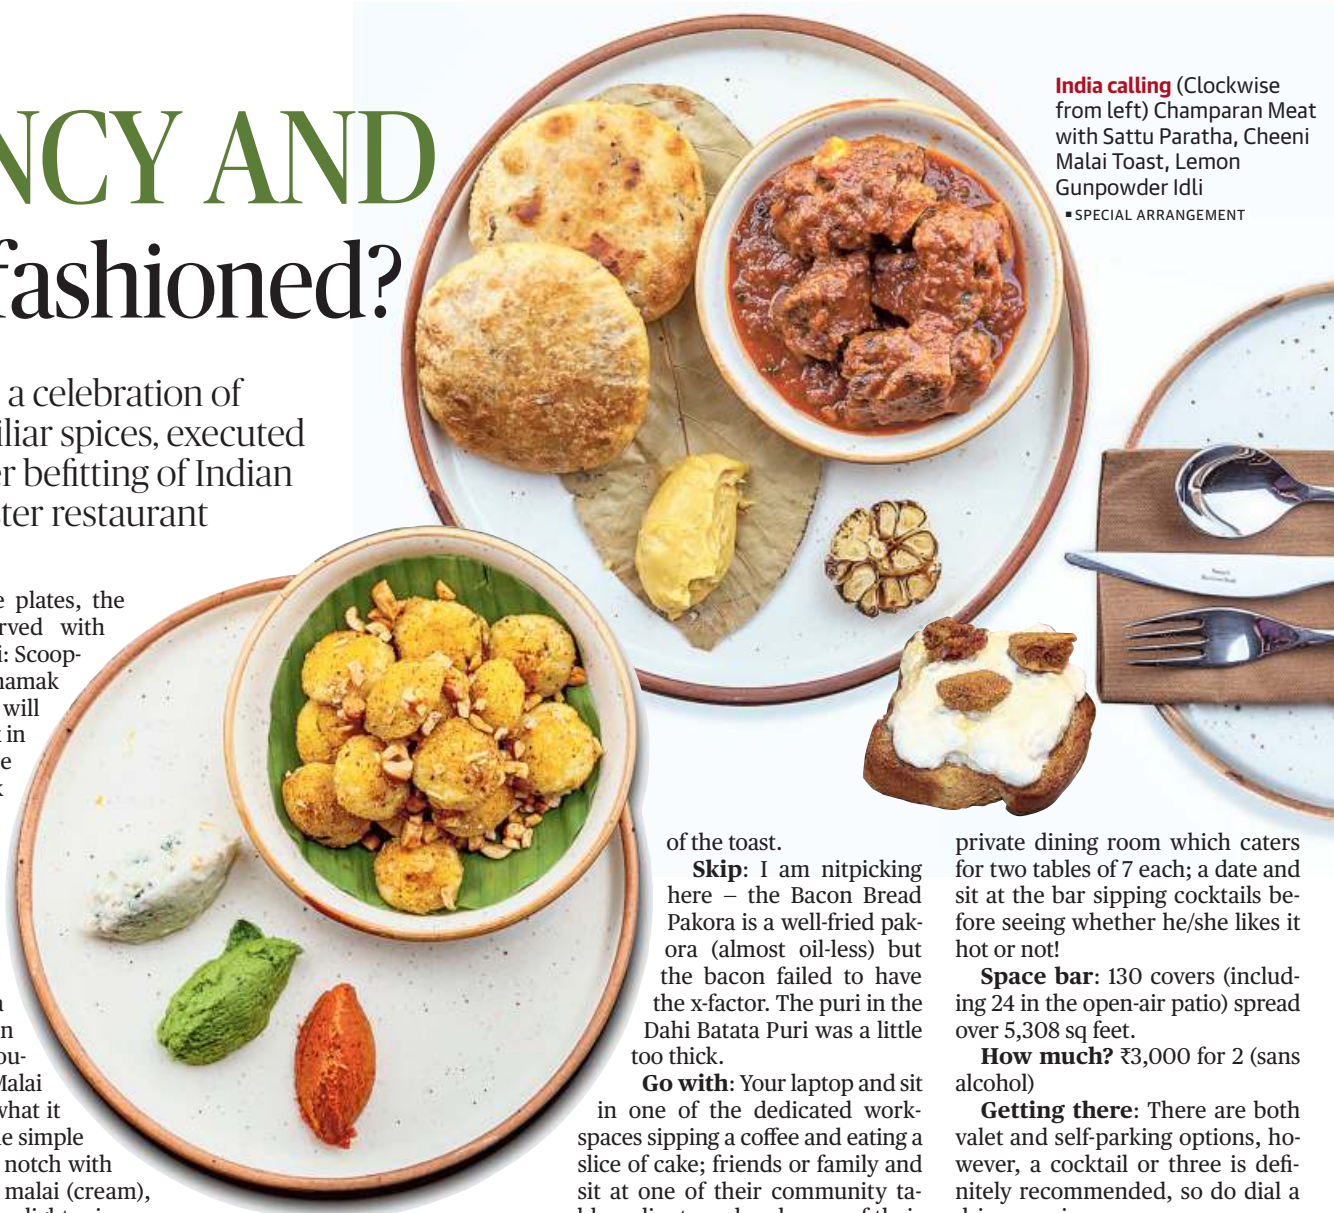 NCY AND
fashioned?
a celebration of
iliar spices, executed
er befitting of Indian
ter restaurant
India calling (Clockwise
from left) Champaran Meat
with Sattu Paratha, Cheeni
Malai Toast, Lemon
Gunpowder Idli
▪ SPECIAL ARRANGEMENT
e plates, the
rved with
i: Scoop-
namak
will
in
e
k
n
ou-
Malai
what it
e simple
notch with
malai (cream),
of the toast.
Skip: I am nitpicking
here – the Bacon Bread
Pakora is a well-fried pak-
ora (almost oil-less) but
the bacon failed to have
the x-factor. The puri in the
Dahi Batata Puri was a little
too thick.
Go with: Your laptop and sit
in one of the dedicated work-
spaces sipping a coffee and eating a
slice of cake; friends or family and
sit at one of their community ta-
private dining room which caters
for two tables of 7 each; a date and
sit at the bar sipping cocktails be-
fore seeing whether he/she likes it
hot or not!
Space bar: 130 covers (includ-
ing 24 in the open-air patio) spread
over 5,308 sq feet.
How much? ₹3,000 for 2 (sans
alcohol)
Getting there: There are both
valet and self-parking options, ho-
wever, a cocktail or three is defi-
nitely recommended, so do dial a